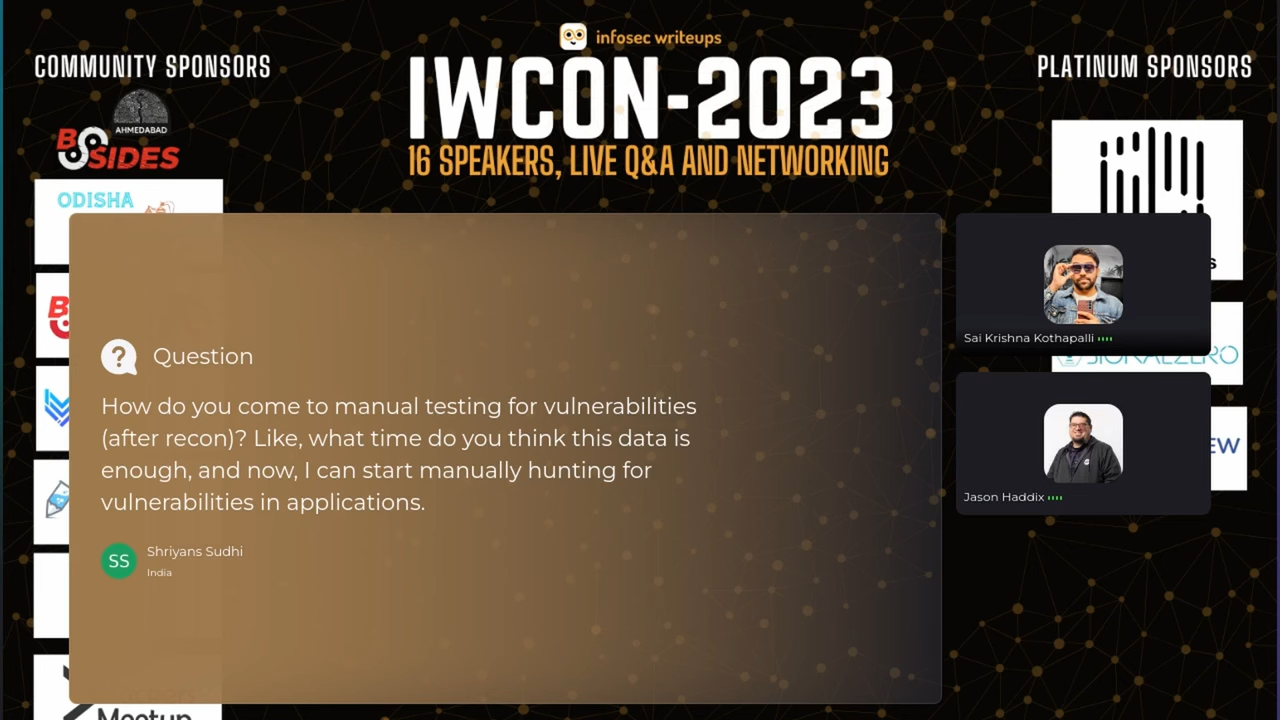 infosec writeups
COMMUNITY SPONSORS
IWCON-2023
PLATINUM SPONSORS
16 SPEAKERS, LIVE Q&A AND NETWORKING
AHMEDABAD
BSIDES
ODISHA
Question
How do you come to manual testing for vulnerabilities
(after recon)? Like, what time do you think this data is
enough, and now, I can start manually hunting for
vulnerabilities in applications.
SS
Shriyans Sudhi
India
Sai Krishna Kothapalli
Jason Haddix